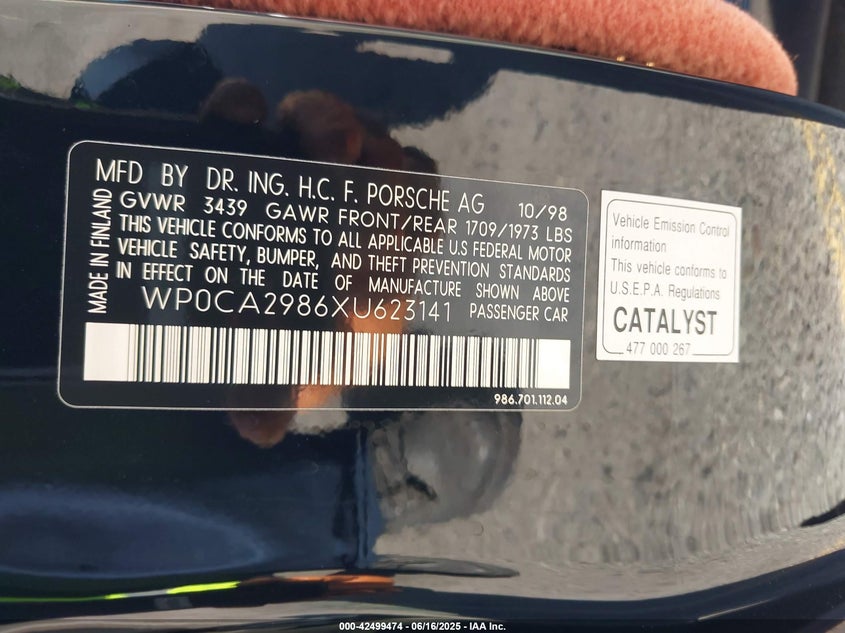 MFD BY DR. ING. H.C. F. PORSCHE AG 10/98
GVWR 3439 GAWR FRONT/REAR 1709/1973 LBS
THIS VEHICLE CONFORMS TO ALL APPLICABLE U.S FEDERAL MOTOR
VEHICLE SAFETY, BUMPER, AND THEFT PREVENTION STANDARDS
IN EFFECT ON THE DATE OF MANUFACTURE SHOWN ABOVE
WP0CA2986XU623141 PASSENGER CAR
MADE IN FINLAND
986.701.112.04
Vehicle Emission Control
information
This vehicle conforms to
U.S.E.P.A. Regulations
CATALYST
477 000 267
000-42499474 - 06/16/2025 - IAA Inc.